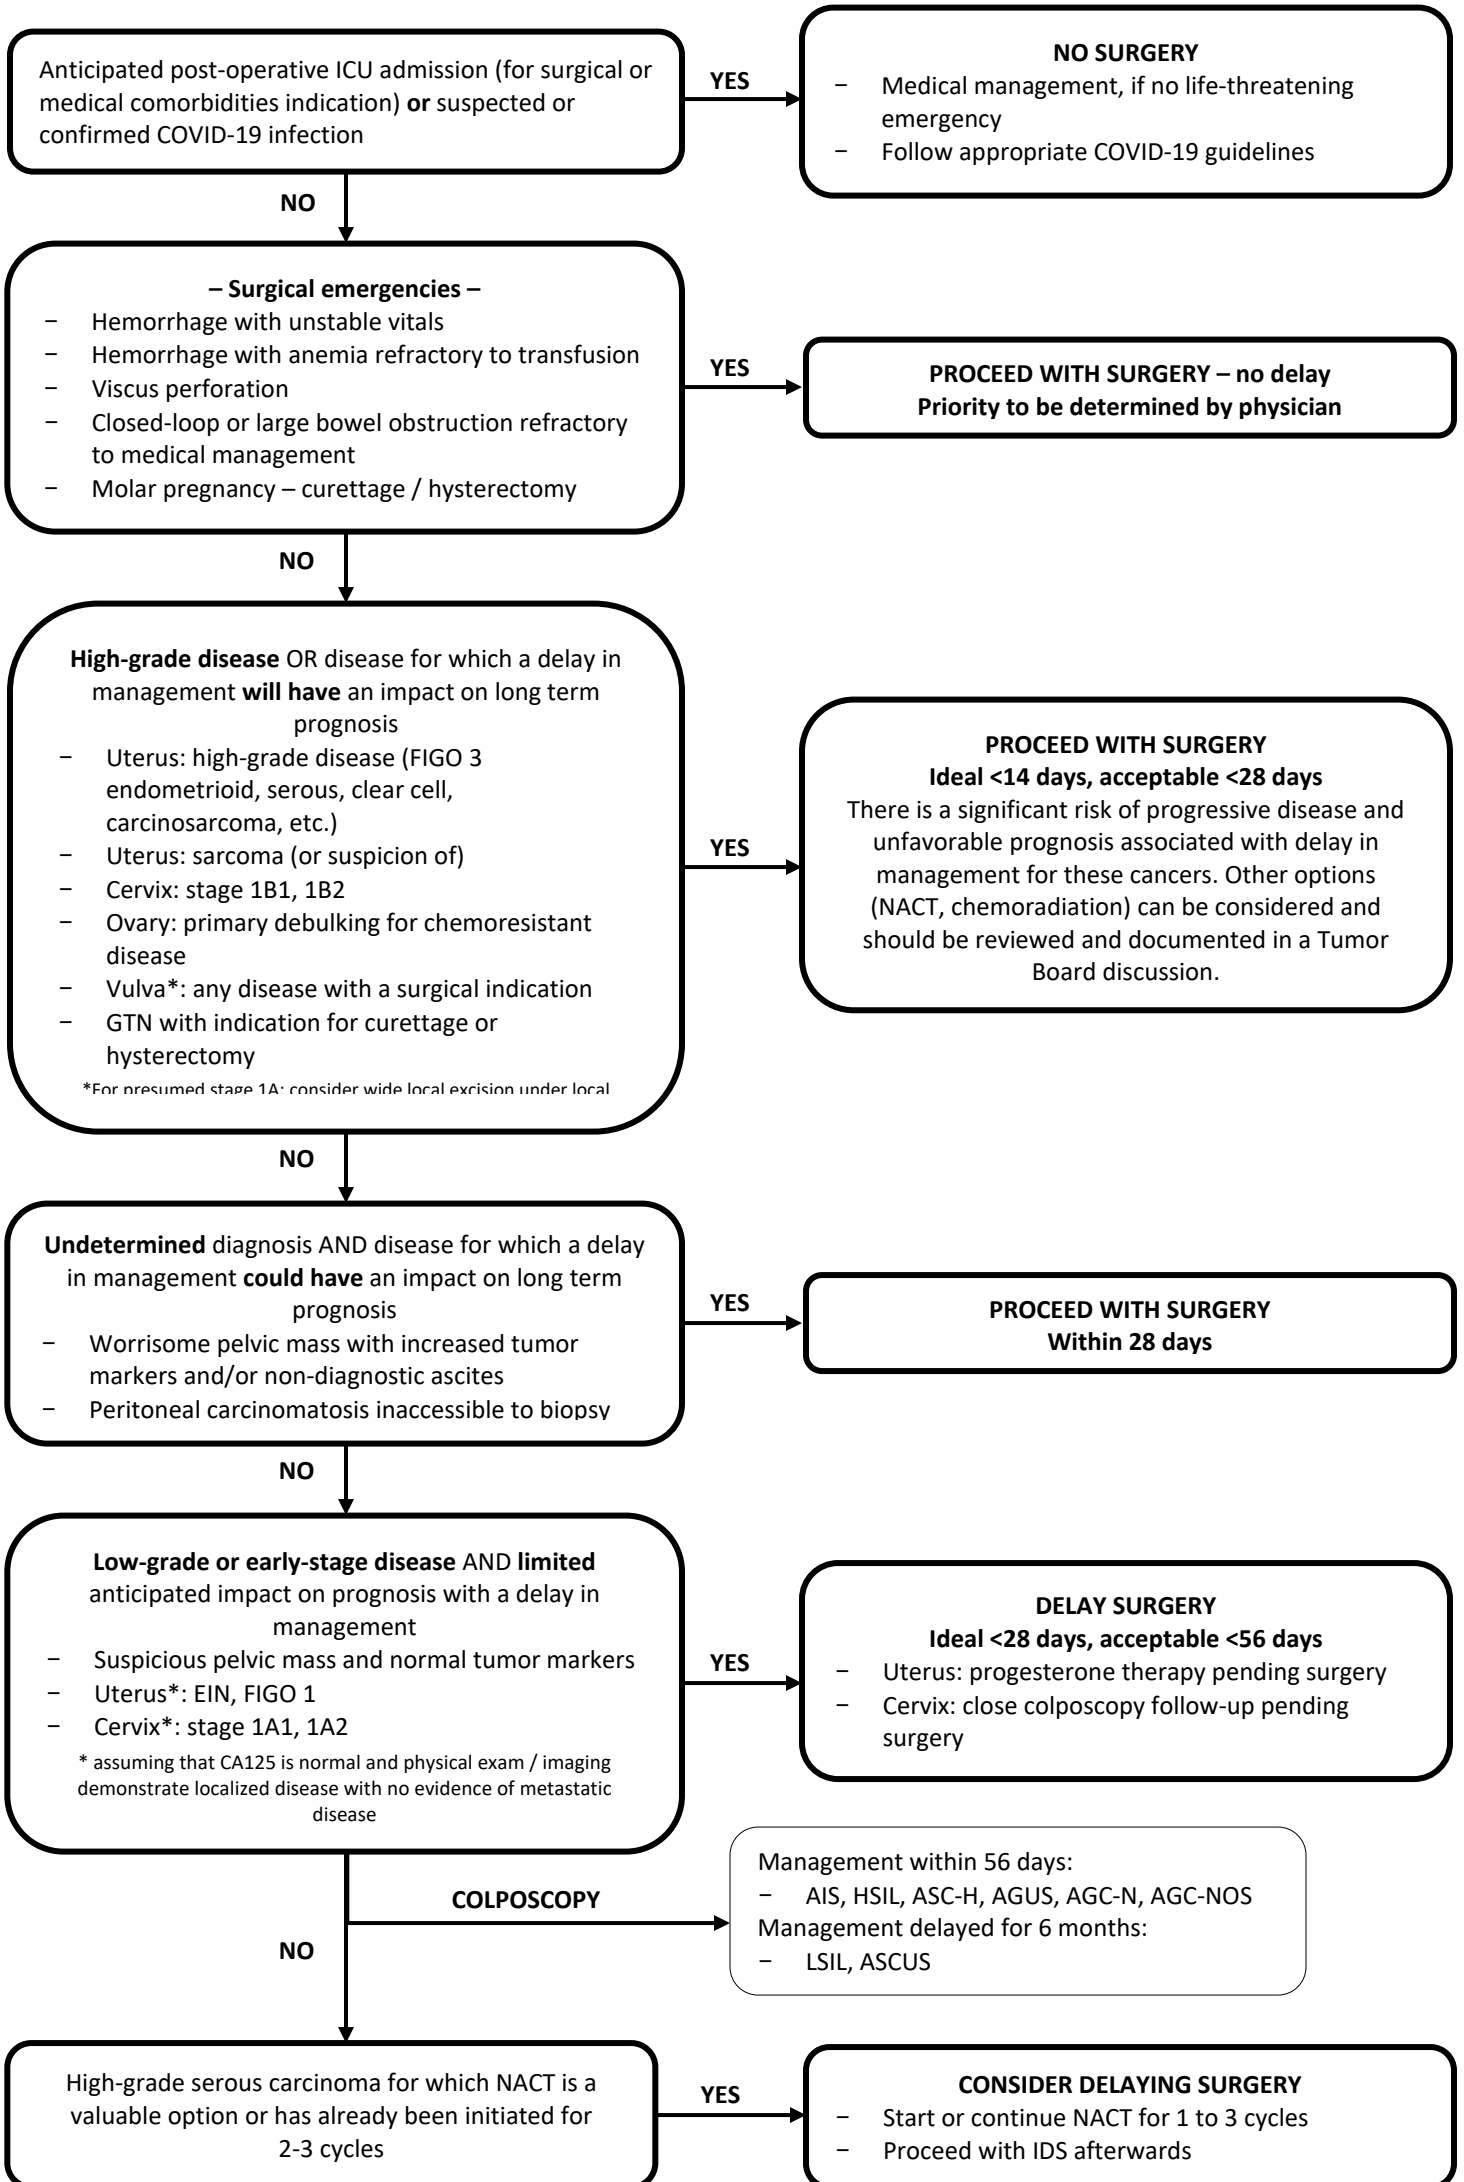 Anticipated post-operative ICU admission (for surgical or
medical comorbidities indication) or suspected or
confirmed COVID-19 infection
YES
NO SURGERY
− Medical management, if no life-threatening
emergency
− Follow appropriate COVID-19 guidelines
NO
– Surgical emergencies –
− Hemorrhage with unstable vitals
− Hemorrhage with anemia refractory to transfusion
− Viscus perforation
− Closed-loop or large bowel obstruction refractory
to medical management
− Molar pregnancy – curettage / hysterectomy
YES
PROCEED WITH SURGERY – no delay
Priority to be determined by physician
NO
High-grade disease OR disease for which a delay in
management will have an impact on long term
prognosis
− Uterus: high-grade disease (FIGO 3
endometrioid, serous, clear cell,
carcinosarcoma, etc.)
− Uterus: sarcoma (or suspicion of)
− Cervix: stage 1B1, 1B2
− Ovary: primary debulking for chemoresistant
disease
− Vulva*: any disease with a surgical indication
− GTN with indication for curettage or
hysterectomy
*For presumed stage 1A: consider wide local excision under local
YES
PROCEED WITH SURGERY
Ideal <14 days, acceptable <28 days
There is a significant risk of progressive disease and
unfavorable prognosis associated with delay in
management for these cancers. Other options
(NACT, chemoradiation) can be considered and
should be reviewed and documented in a Tumor
Board discussion.
NO
Undetermined diagnosis AND disease for which a delay
in management could have an impact on long term
prognosis
− Worrisome pelvic mass with increased tumor
markers and/or non-diagnostic ascites
− Peritoneal carcinomatosis inaccessible to biopsy
YES
PROCEED WITH SURGERY
Within 28 days
NO
Low-grade or early-stage disease AND limited
anticipated impact on prognosis with a delay in
management
− Suspicious pelvic mass and normal tumor markers
− Uterus*: EIN, FIGO 1
− Cervix*: stage 1A1, 1A2
* assuming that CA125 is normal and physical exam / imaging
demonstrate localized disease with no evidence of metastatic
disease
YES
DELAY SURGERY
Ideal <28 days, acceptable <56 days
− Uterus: progesterone therapy pending surgery
− Cervix: close colposcopy follow-up pending
surgery
COLPOSCOPY
Management within 56 days:
− AIS, HSIL, ASC-H, AGUS, AGC-N, AGC-NOS
Management delayed for 6 months:
− LSIL, ASCUS
NO
High-grade serous carcinoma for which NACT is a
valuable option or has already been initiated for
2-3 cycles
YES
CONSIDER DELAYING SURGERY
− Start or continue NACT for 1 to 3 cycles
− Proceed with IDS afterwards